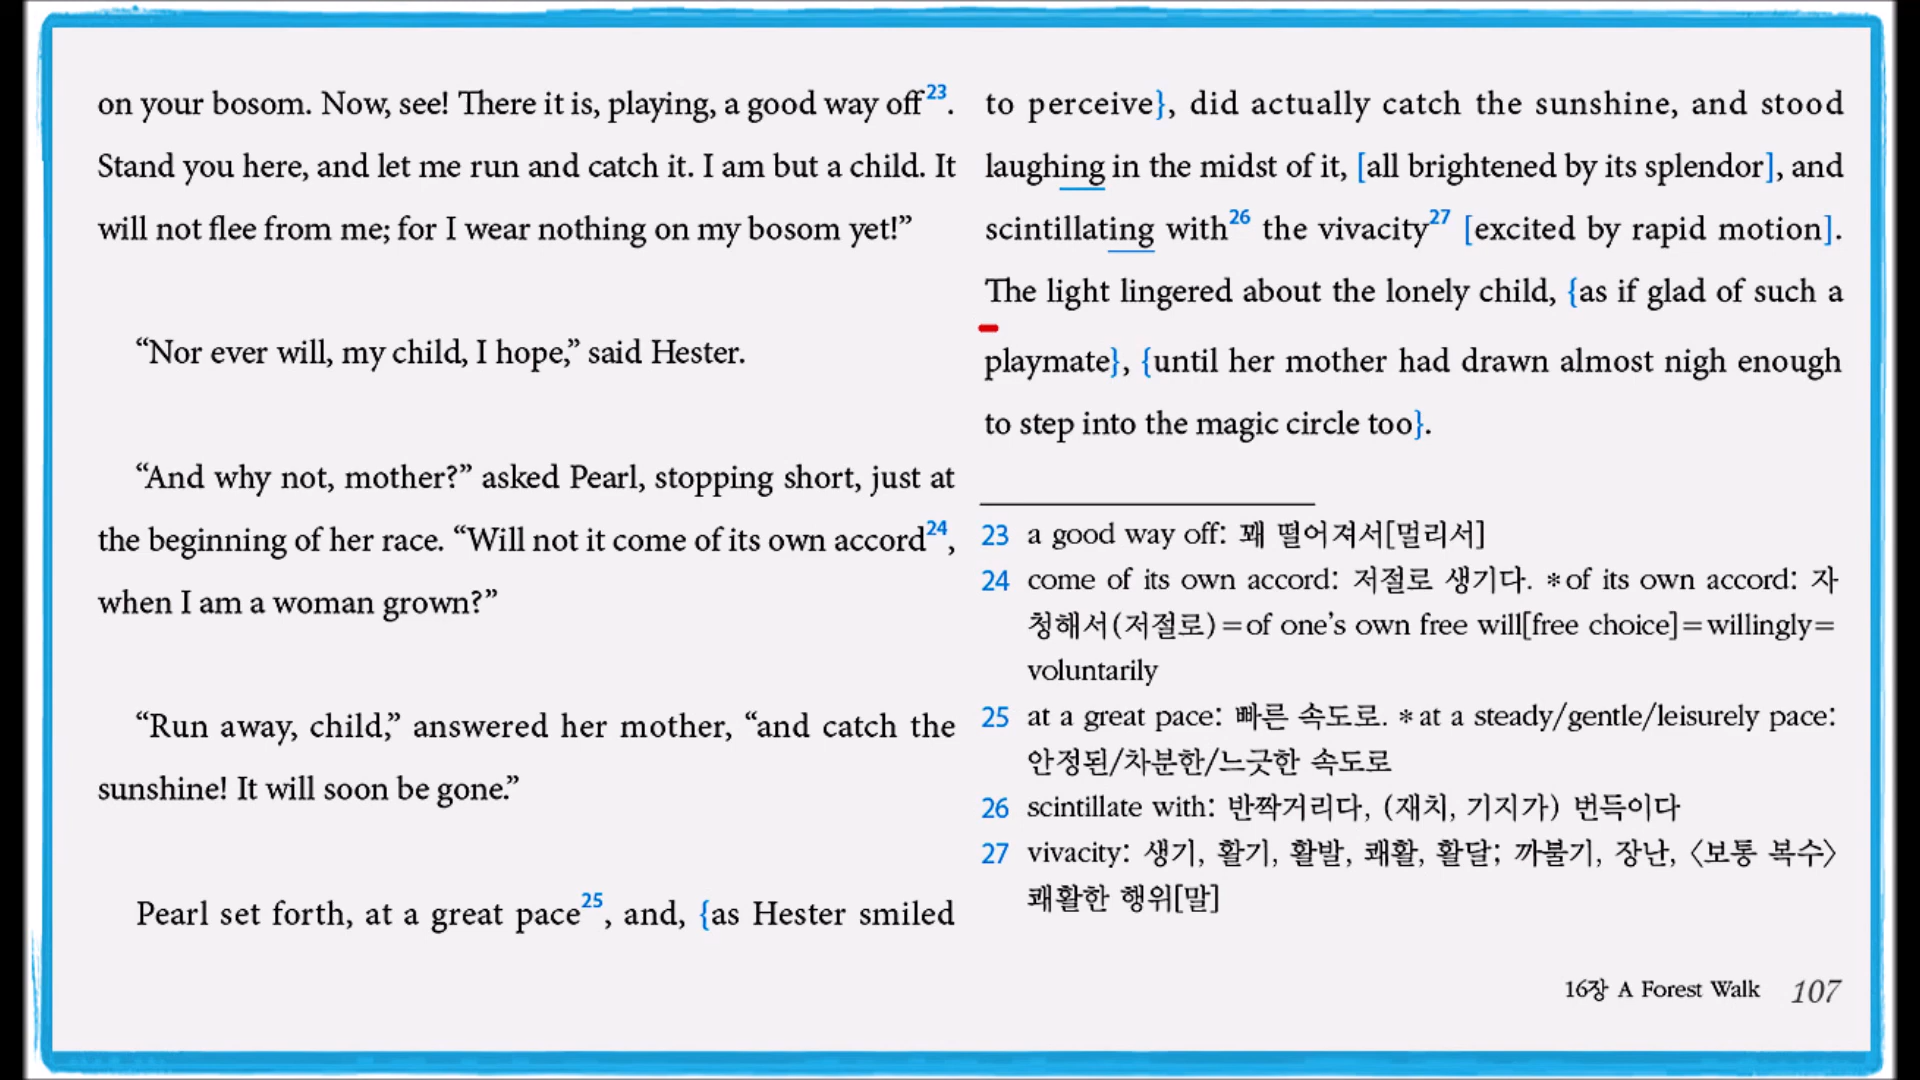 on your bosom. Now, see! There it is, playing, a good way off23.
Stand you here, and let me run and catch it. I am but a child. It
will not flee from me; for I wear nothing on my bosom yet!”
“Nor ever will, my child, I hope,” said Hester.
“And why not, mother?” asked Pearl, stopping short, just at
the beginning of her race. “Will not it come of its own accord24,
when I am a woman grown?”
“Run away, child,” answered her mother, “and catch the
sunshine! It will soon be gone.”
Pearl set forth, at a great pace25, and, {as Hester smiled
to perceive}, did actually catch the sunshine, and stood
laughing in the midst of it, [all brightened by its splendor], and
scintillating with26 the vivacity27 [excited by rapid motion].
The light lingered about the lonely child, {as if glad of such a
playmate}, {until her mother had drawn almost nigh enough
to step into the magic circle too}.
23 a good way off: 꽤 떨어져서[멀리서]
24 come of its own accord: 저절로 생기다. *of its own accord: 자
청해서(저절로)=of one’s own free will[free choice]=willingly=
voluntarily
25 at a great pace: 빠른 속도로. *at a steady/gentle/leisurely pace:
안정된/차분한/느긋한 속도로
26 scintillate with: 반짝거리다, (재치, 기지가) 번득이다
27 vivacity: 생기, 활기, 활발, 쾌활, 활달; 까불기, 장난, 〈보통 복수〉
쾌활한 행위[말]
16장 A Forest Walk 107